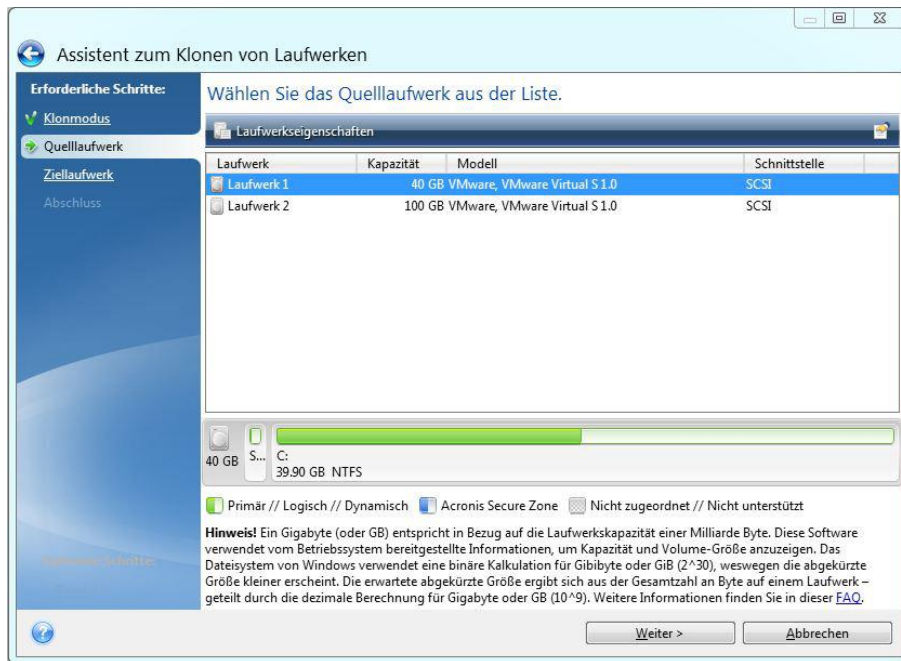 Assistent zum Klonen von Laufwerken
Erforderliche Schritte:
Klonmodus
Quelllaufwerk
Ziellaufwerk
Abschluss
Wählen Sie das Quelllaufwerk aus der Liste.
Laufwerkseigenschaften
Laufwerk Kapazität Modell Schnittstelle
Laufwerk 1 40 GB VMware, VMware Virtual S 1.0 SCSI
Laufwerk 2 100 GB VMware, VMware Virtual S 1.0 SCSI
40 GB
S...
C:
39.90 GB NTFS
Primär // Logisch // Dynamisch Acronis Secure Zone Nicht zugeordnet // Nicht unterstützt
Hinweis! Ein Gigabyte (oder GB) entspricht in Bezug auf die Laufwerkskapazität einer Milliarde Byte. Diese Software
verwendet vom Betriebssystem bereitgestellte Informationen, um Kapazität und Volume-Größe anzuzeigen. Das
Dateisystem von Windows verwendet eine binäre Kalkulation für Gibibyte oder GiB (2^30), weswegen die abgekürzte
Größe kleiner erscheint. Die erwartete abgekürzte Größe ergibt sich aus der Gesamtzahl an Byte auf einem Laufwerk –
geteilt durch die dezimale Berechnung für Gigabyte oder GB (10^9). Weitere Informationen finden Sie in dieser FAQ.
Schritte:
Weiter >
Abbrechen